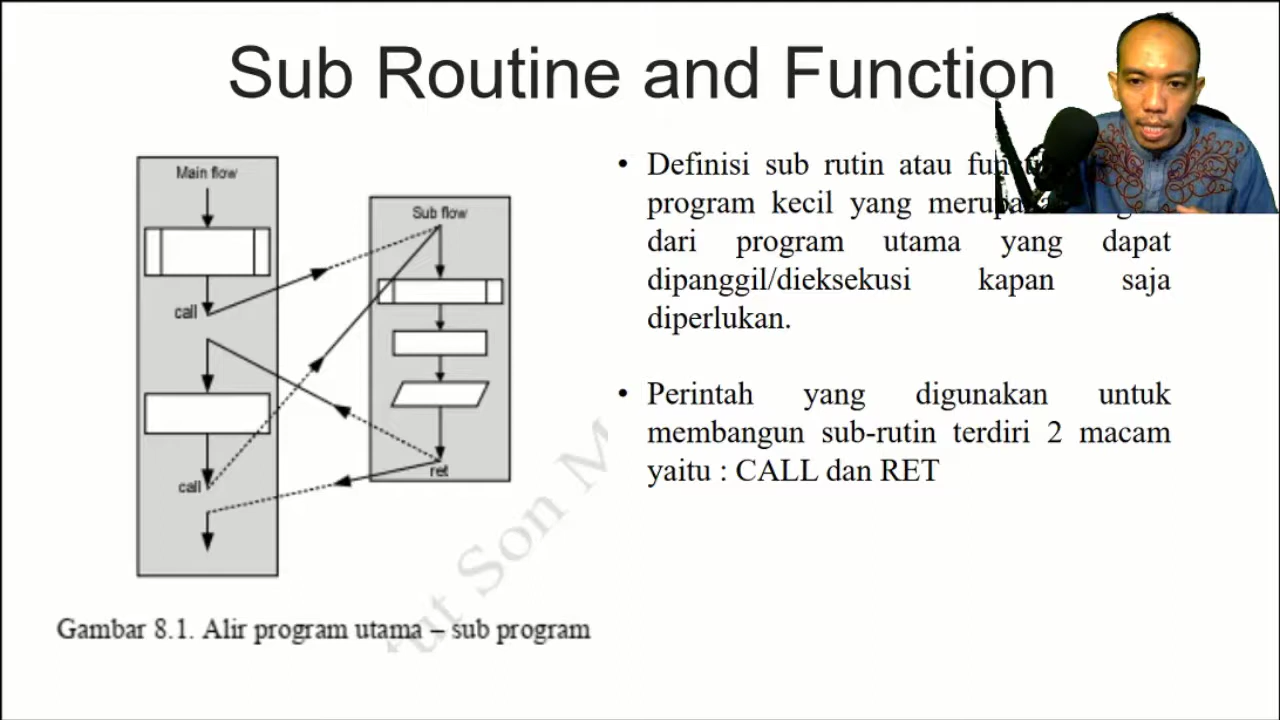 Sub Routine and Function
Main flow
call
call
Sub flow
ret
Gambar 8.1. Alir program utama – sub program
• Definisi sub rutin atau
program kecil yang
dari program utama yang dapat
dipanggil/dieksekusi kapan saja
diperlukan.
• Perintah yang digunakan untuk
membangun sub-rutin terdiri 2 macam
yaitu : CALL dan RET
Son